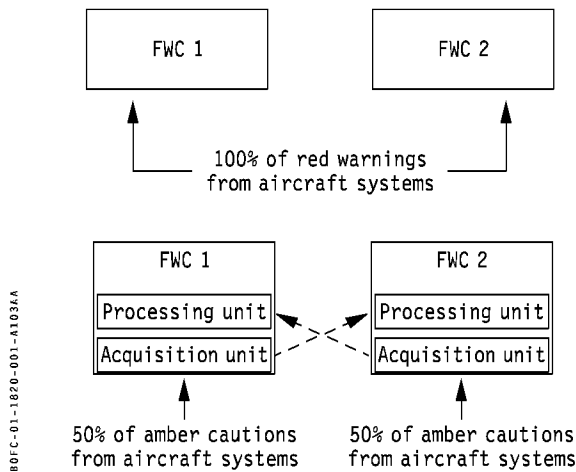 FWC 1
FWC 2
100% of red warnings
from aircraft systems
FWC 1
FWC 2
Processing unit
Processing unit
Acquisition unit
Acquisition unit
50% of amber cautions
from aircraft systems
50% of amber cautions
from aircraft systems
B0FC-01-1820-001-A103AA